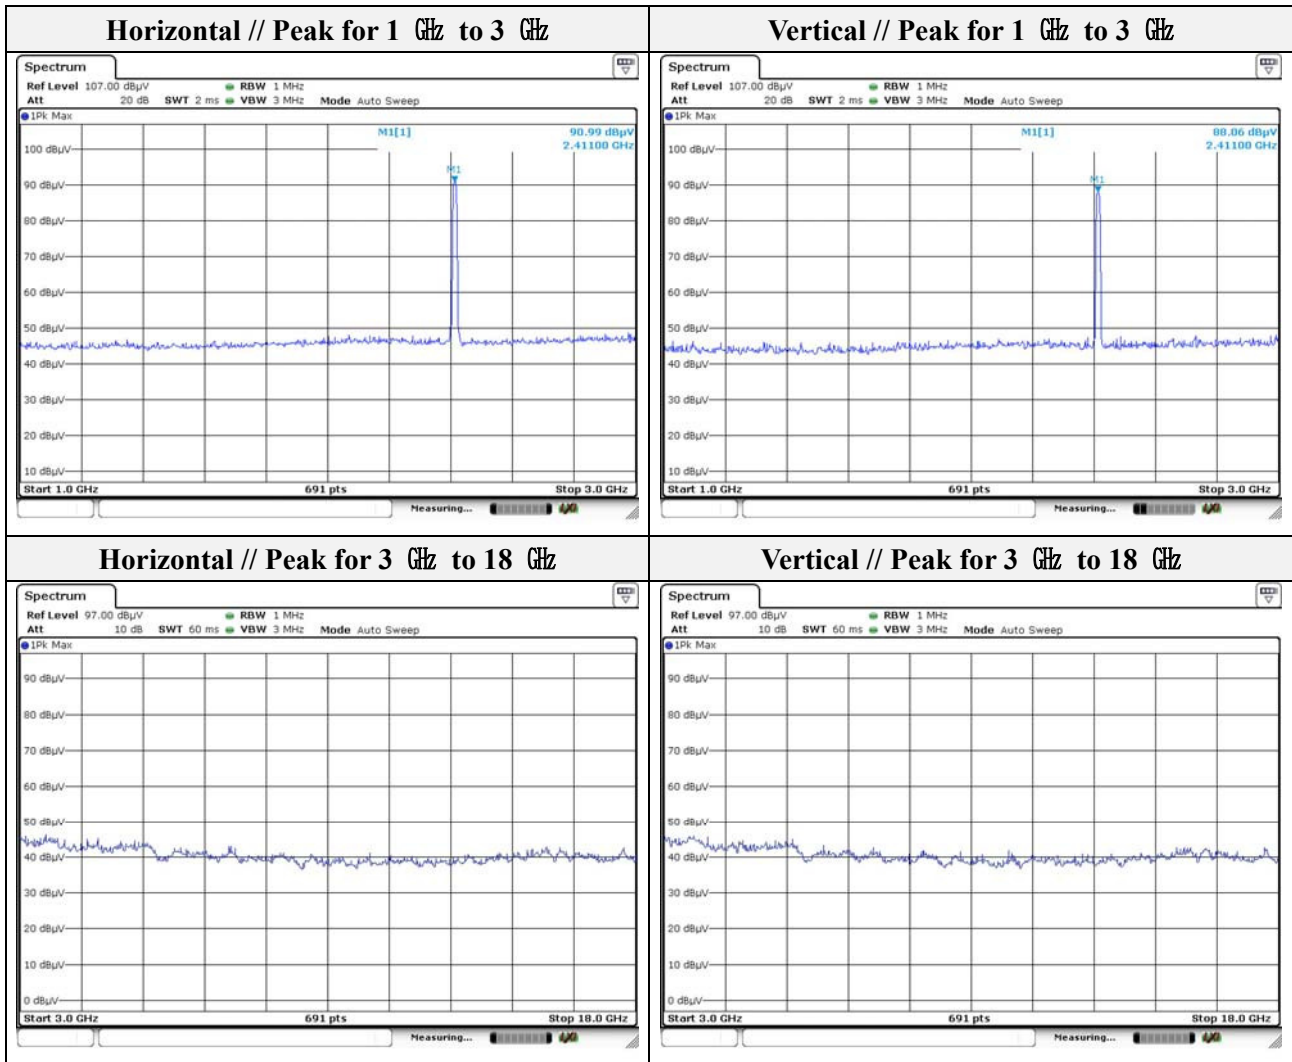 Horizontal // Peak for 1 ㎓ to 3 ㎓
Spectrum
Ref Level 107.00 dBµV RBW 1 MHz
Att 20 dB SWT 2 ms VBW 3 MHz Mode Auto Sweep
1Pk Max
M1[1] 90.99 dBµV
2.41100 GHz
100 dBµV
M1
90 dBµV
80 dBµV
70 dBµV
60 dBµV
50 dBµV
40 dBµV
30 dBµV
20 dBµV
10 dBµV
Start 1.0 GHz 691 pts Stop 3.0 GHz
Measuring...
Vertical // Peak for 1 ㎓ to 3 ㎓
Spectrum
Ref Level 107.00 dBµV RBW 1 MHz
Att 20 dB SWT 2 ms VBW 3 MHz Mode Auto Sweep
1Pk Max
M1[1] 88.06 dBµV
2.41100 GHz
100 dBµV
M1
90 dBµV
80 dBµV
70 dBµV
60 dBµV
50 dBµV
40 dBµV
30 dBµV
20 dBµV
10 dBµV
Start 1.0 GHz 691 pts Stop 3.0 GHz
Measuring...
Horizontal // Peak for 3 ㎓ to 18 ㎓
Spectrum
Ref Level 97.00 dBµV RBW 1 MHz
Att 10 dB SWT 60 ms VBW 3 MHz Mode Auto Sweep
1Pk Max
90 dBµV
80 dBµV
70 dBµV
60 dBµV
50 dBµV
40 dBµV
30 dBµV
20 dBµV
10 dBµV
0 dBµV
Start 3.0 GHz 691 pts Stop 18.0 GHz
Measuring...
Vertical // Peak for 3 ㎓ to 18 ㎓
Spectrum
Ref Level 97.00 dBµV RBW 1 MHz
Att 10 dB SWT 60 ms VBW 3 MHz Mode Auto Sweep
1Pk Max
90 dBµV
80 dBµV
70 dBµV
60 dBµV
50 dBµV
40 dBµV
30 dBµV
20 dBµV
10 dBµV
0 dBµV
Start 3.0 GHz 691 pts Stop 18.0 GHz
Measuring...